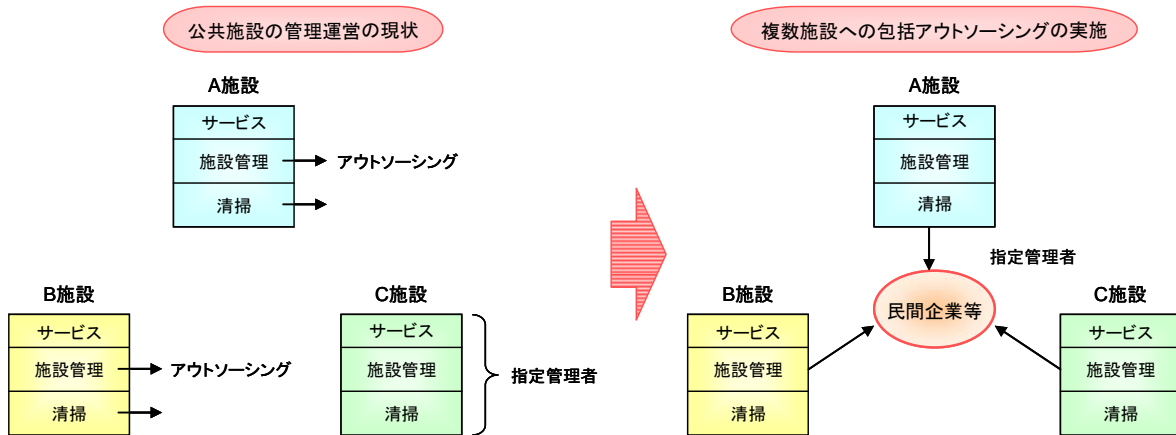 公共施設の管理運営の現状
A施設
サービス
施設管理
アウトソーシング
清掃
B施設
サービス
施設管理
アウトソーシング
清掃
C施設
サービス
施設管理
清掃
指定管理者
複数施設への包括アウトソーシングの実施
A施設
サービス
施設管理
清掃
指定管理者
民間企業等
B施設
サービス
施設管理
清掃
C施設
サービス
施設管理
清掃